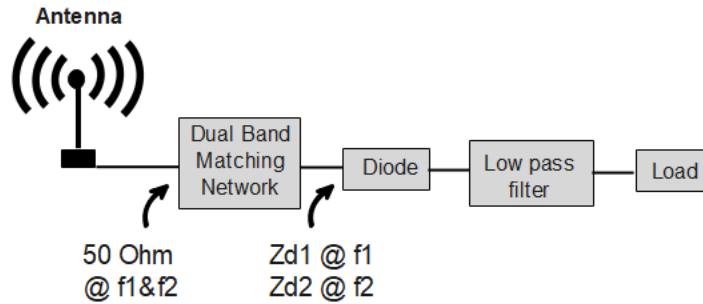 Antenna
Dual Band
Matching
Network
Diode
Low pass
filter
Load
50 Ohm
@ f1&f2
Zd1 @ f1
Zd2 @ f2